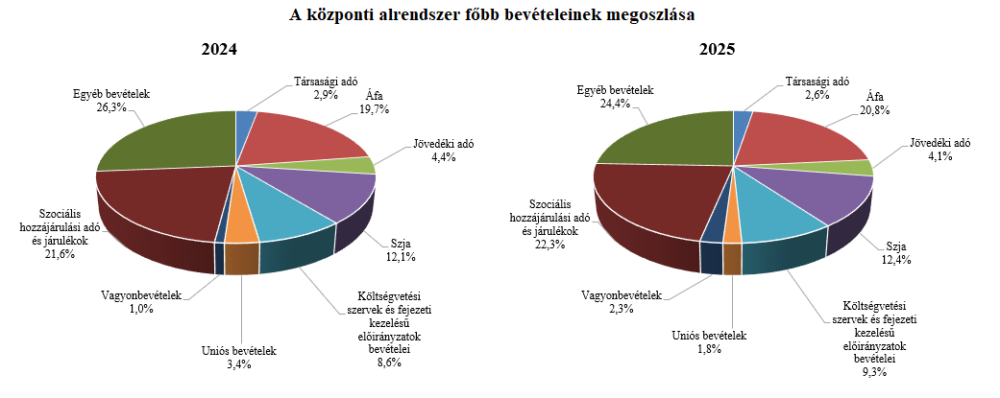 A központi alrendszer főbb bevételeinek megoszlása
2024
Társasági adó
2,9%
Áfa
19,7%
Jövedéki adó
4,4%
Szja
12,1%
Költségvetési
szervek és fejezeti
kezelésű
előirányzatok
bevételei
8,6%
Uniós bevételek
3,4%
Vagyonbevételek
1,0%
Szociális
hozzájárulási adó
és járulékok
21,6%
Egyéb bevételek
26,3%
2025
Társasági adó
2,6%
Áfa
20,8%
Jövedéki adó
4,1%
Szja
12,4%
Költségvetési
szervek és fejezeti
kezelésű
előirányzatok
bevételei
9,3%
Uniós bevételek
1,8%
Vagyonbevételek
2,3%
Szociális
hozzájárulási adó
és járulékok
22,3%
Egyéb bevételek
24,4%